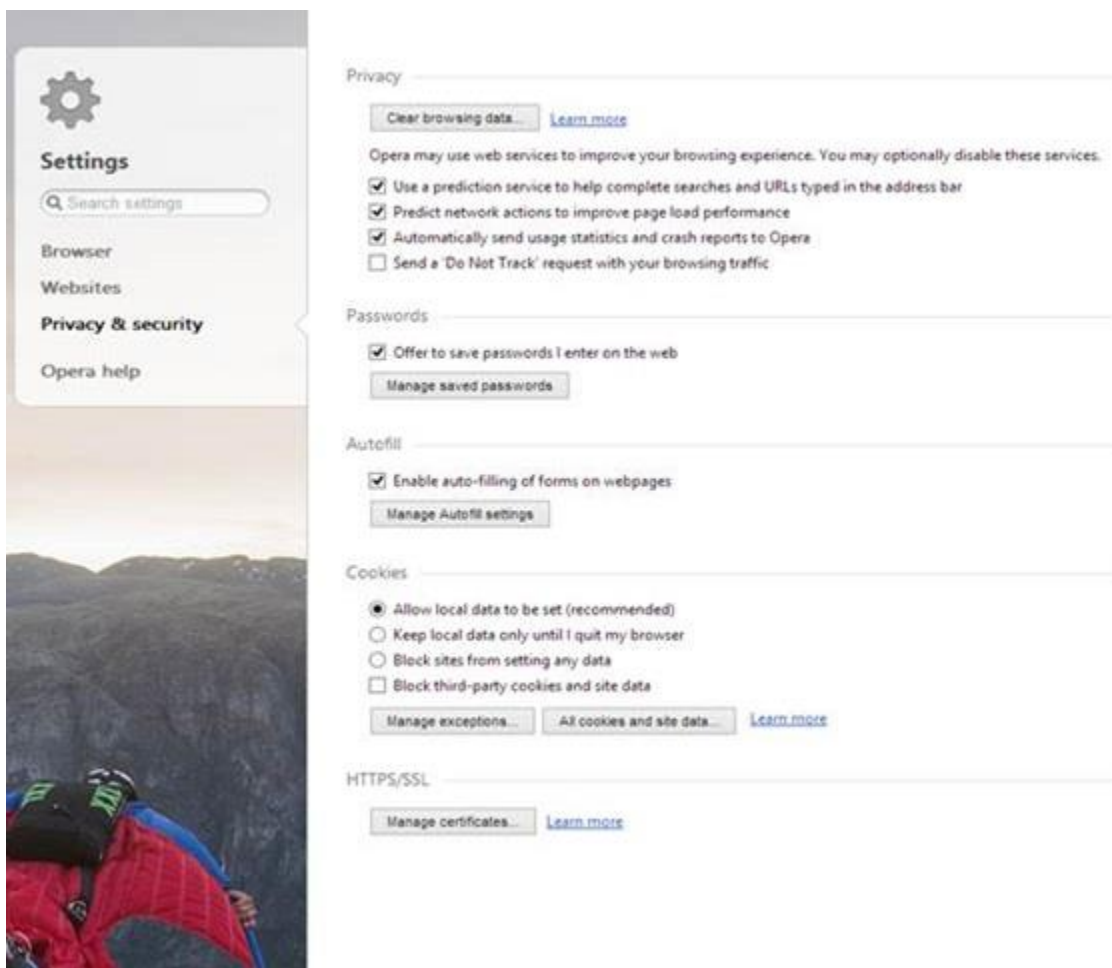 Settings
Search settings
Browser
Websites
Privacy & security
Opera help
Privacy
Clear browsing data... Learn more
Opera may use web services to improve your browsing experience. You may optionally disable these services.
Use a prediction service to help complete searches and URLs typed in the address bar
Predict network actions to improve page load performance
Automatically send usage statistics and crash reports to Opera
Send a 'Do Not Track' request with your browsing traffic
Passwords
Offer to save passwords I enter on the web
Manage saved passwords
Autofill
Enable auto-filling of forms on webpages
Manage Autofill settings
Cookies
Allow local data to be set (recommended)
Keep local data only until I quit my browser
Block sites from setting any data
Block third-party cookies and site data
Manage exceptions... All cookies and site data... Learn more
HTTPS/SSL
Manage certificates... Learn more